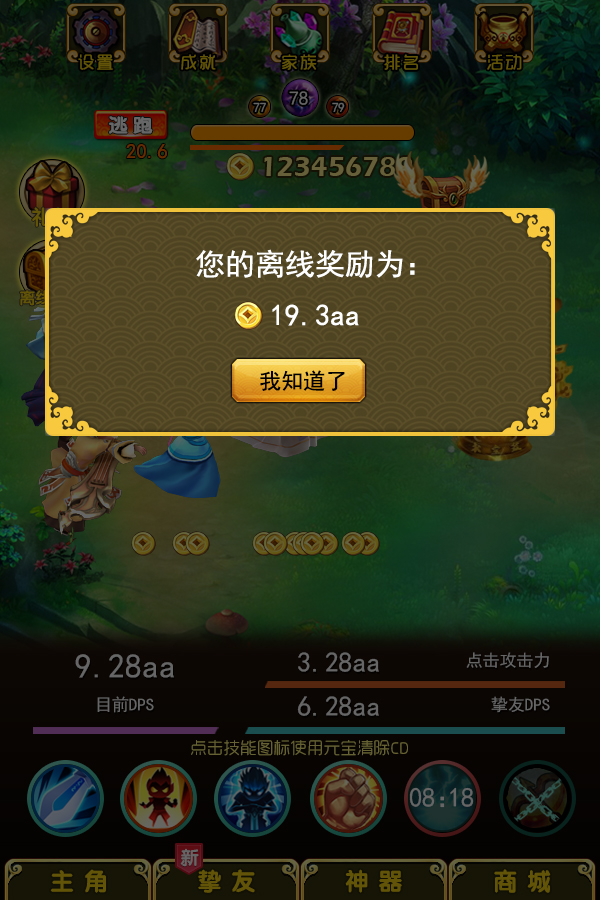 设置 成就 家族 排名 活动
77 78 79
逃跑
20.6
12345678
礼
离线
您的离线奖励为：
19.3aa
我知道了
9.28aa
目前DPS
3.28aa 点击攻击力
6.28aa 挚友DPS
点击技能图标使用元宝清除CD
08:18
新
主角 挚友 神器 商城